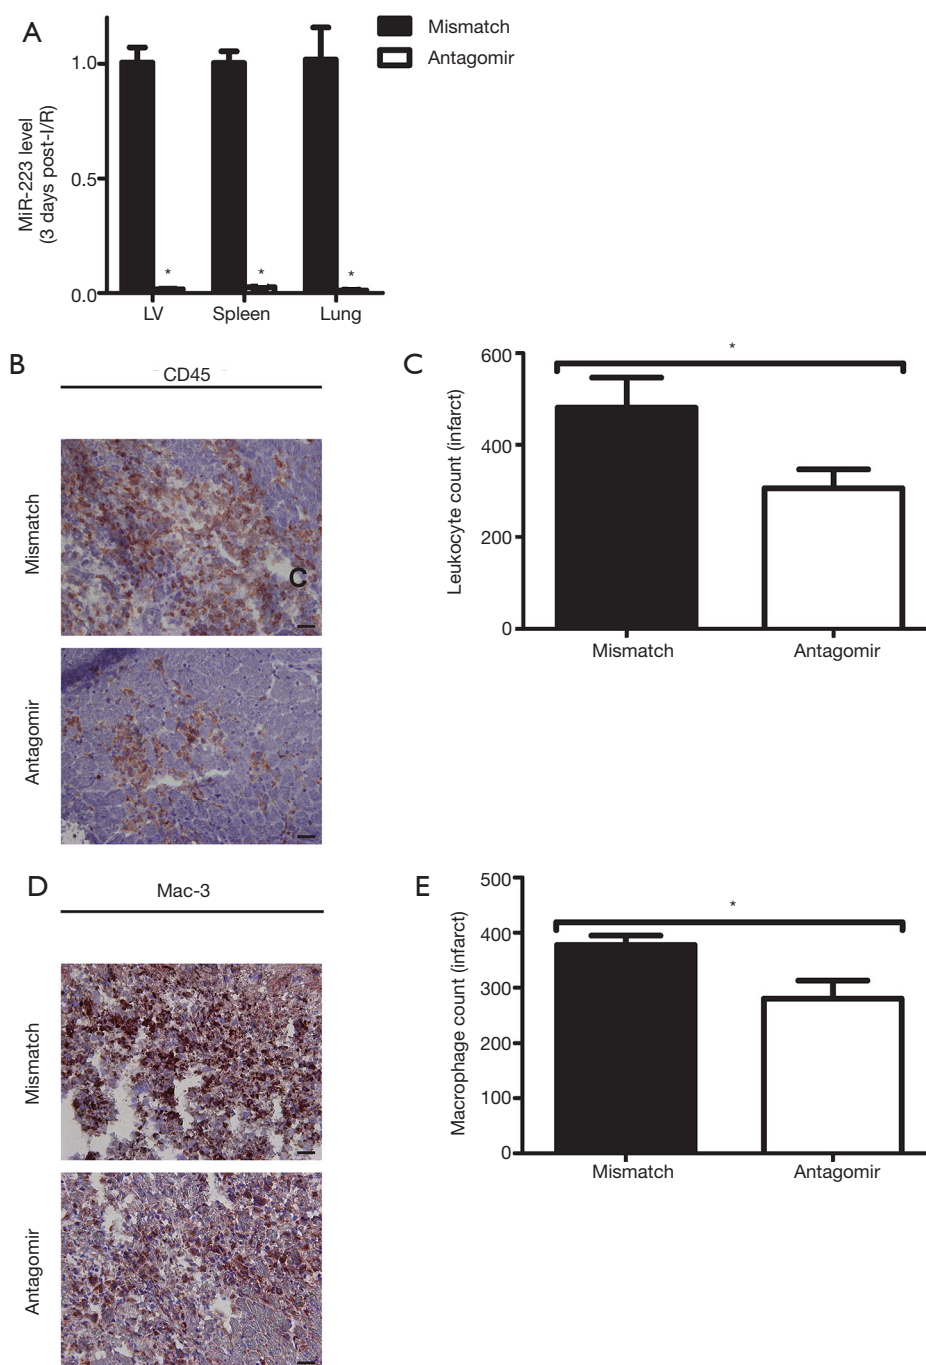 A
Mismatch
Antagomir
MiR-223 level
(3 days post-I/R)
1.0
0.5
0.0
*
*
*
LV
Spleen
Lung
B
CD45
Mismatch
C
Antagomir
C
Leukocyte count (infarct)
600
400
200
0
*
Mismatch
Antagomir
D
Mac-3
Mismatch
Antagomir
E
Macrophage count (infarct)
500
400
300
200
100
0
*
Mismatch
Antagomir